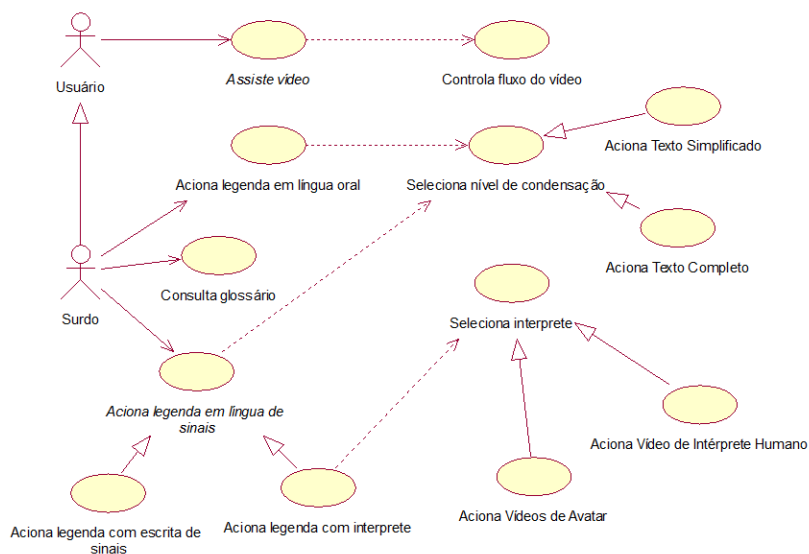 Usuário
Assiste vídeo
Controla fluxo do vídeo
Aciona Texto Simplificado
Aciona legenda em língua oral
Seleciona nível de condensação
Aciona Texto Completo
Consulta glossário
Surdo
Seleciona interprete
Aciona legenda em língua de
sinais
Aciona Vídeo de Intérprete Humano
Aciona Vídeos de Avatar
Aciona legenda com escrita de
sinais
Aciona legenda com interprete